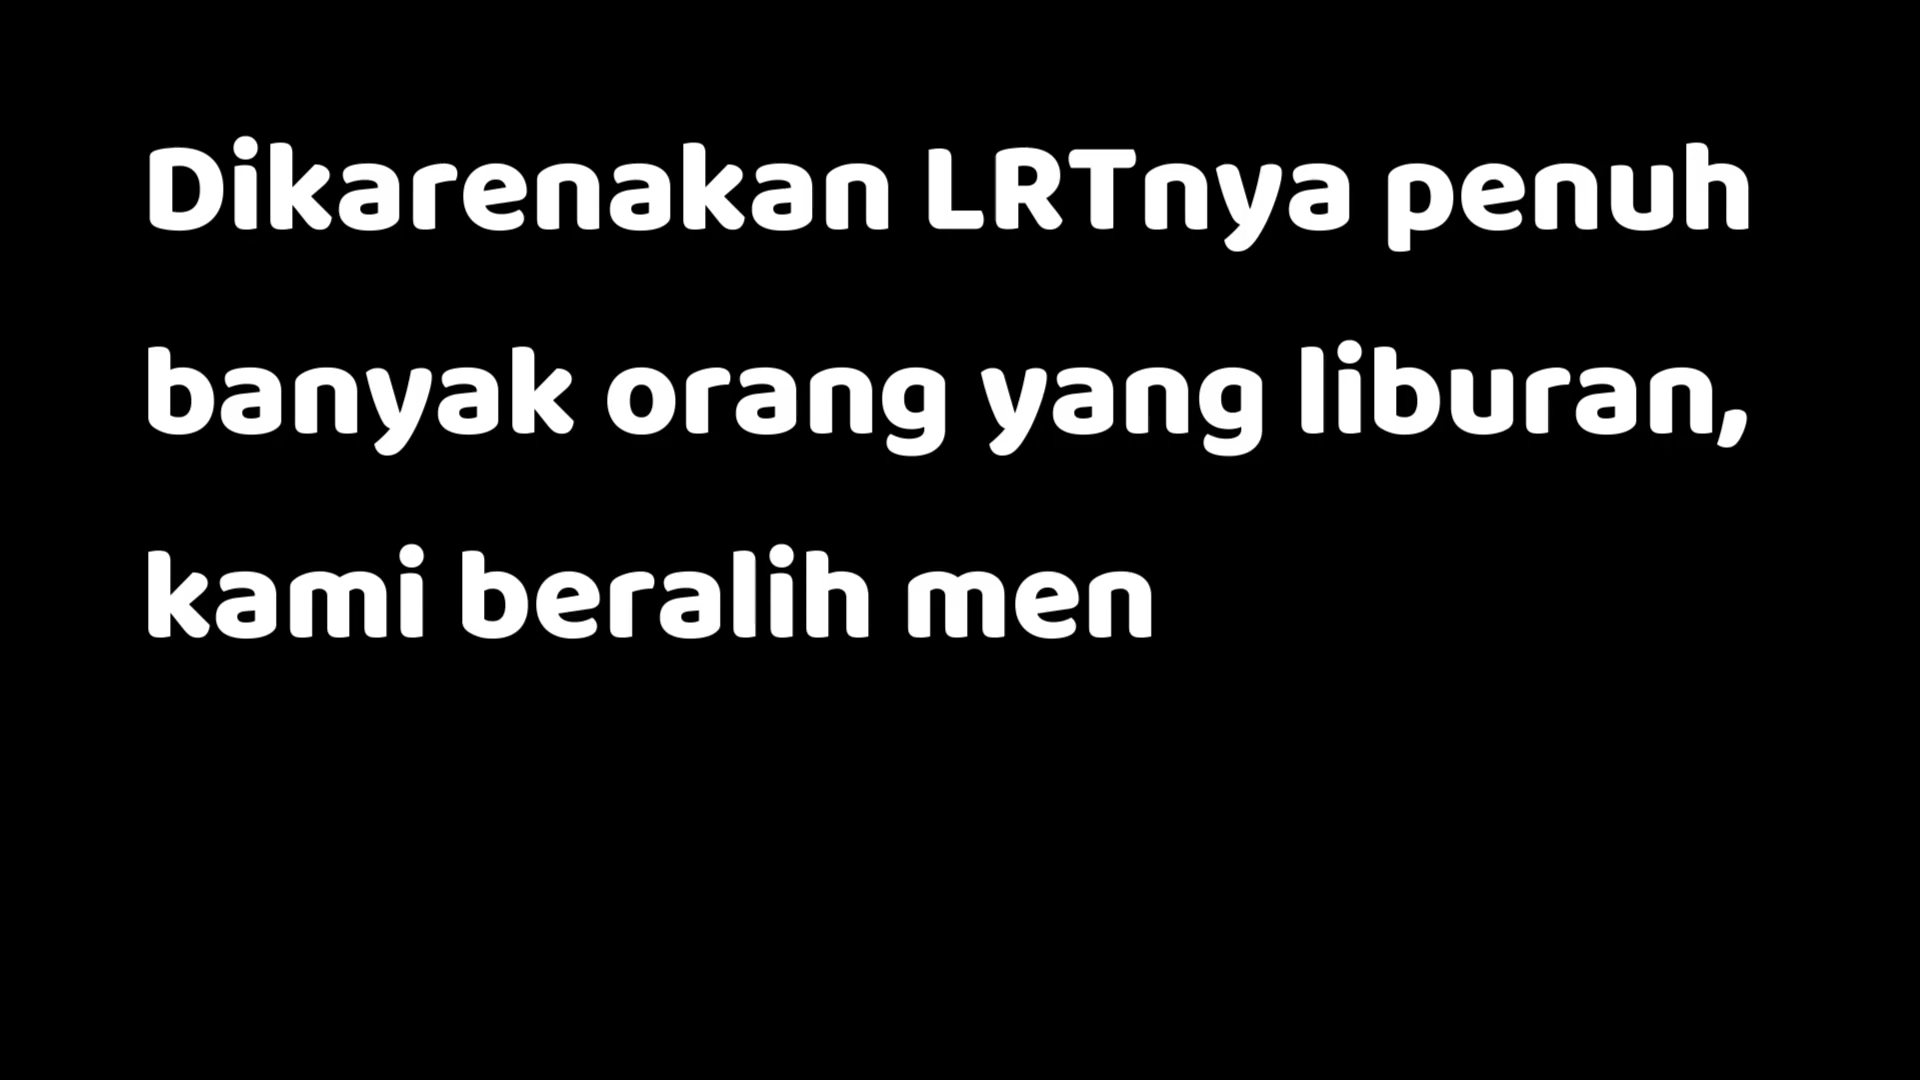 Dikarenakan LRTnya penuh
banyak orang yang liburan,
kami beralih men